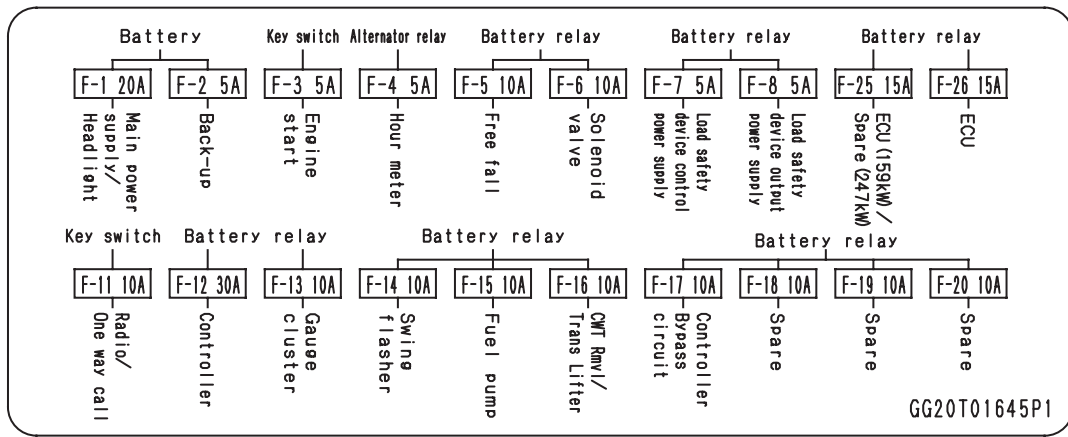 Battery
Key switch
Alternator relay
Battery relay
Battery relay
Battery relay
F-1 20A
F-2 5A
F-3 5A
F-4 5A
F-5 10A
F-6 10A
F-7 5A
F-8 5A
F-25 15A
F-26 15A
Main power
supply/
Headlight
Back-up
Engine
start
Hour meter
Free fall
Solenoid
valve
Load safety
device control
power supply
Load safety
device output
power supply
ECU (159kW) /
Spare (247kW)
ECU
Key switch
Battery relay
Battery relay
Battery relay
F-11 10A
F-12 30A
F-13 10A
F-14 10A
F-15 10A
F-16 10A
F-17 10A
F-18 10A
F-19 10A
F-20 10A
Radio/
One way call
Controller
Gauge
cluster
Swing
flasher
Fuel pump
CWT Rmvl/
Trans Lifter
Controller
Bypass
circuit
Spare
Spare
Spare
GG20T01645P1